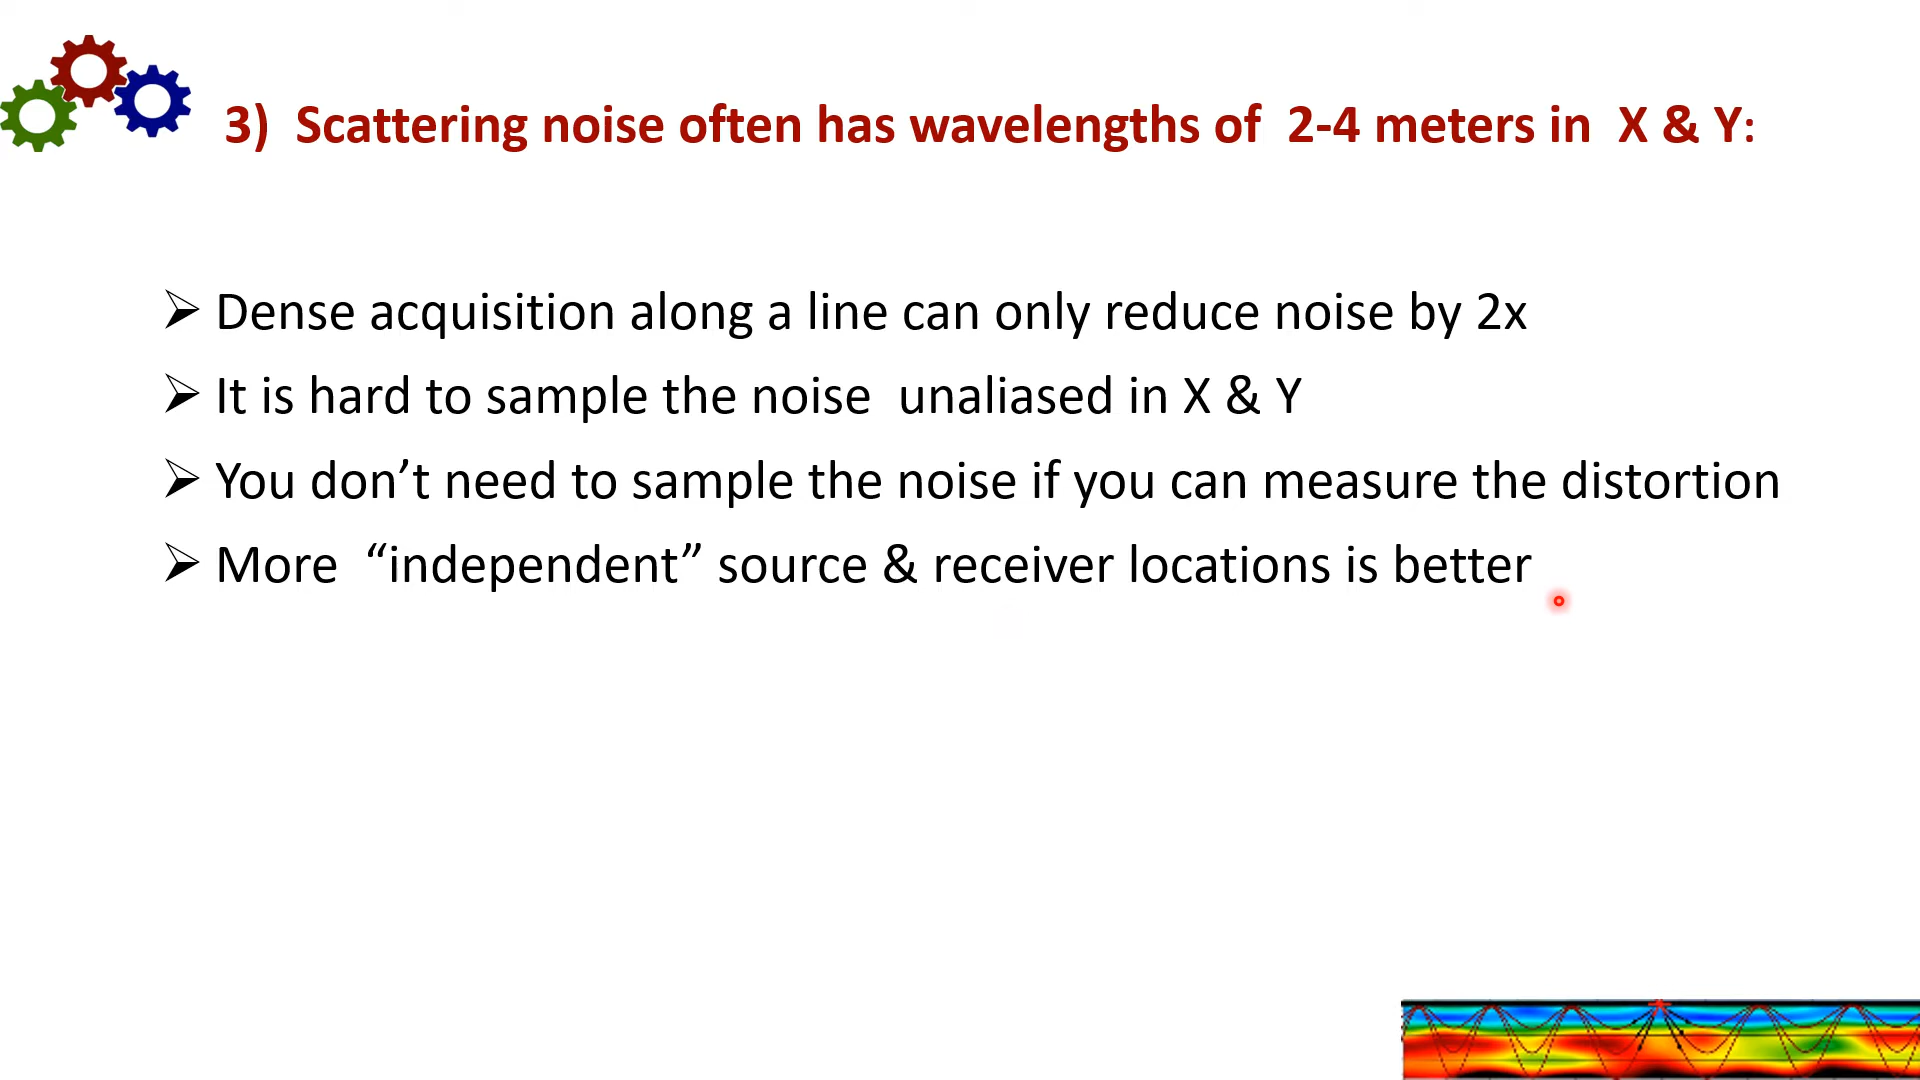 3) Scattering noise often has wavelengths of 2-4 meters in X & Y:
➢ Dense acquisition along a line can only reduce noise by 2x
➢ It is hard to sample the noise unaliased in X & Y
➢ You don’t need to sample the noise if you can measure the distortion
➢ More “independent” source & receiver locations is better